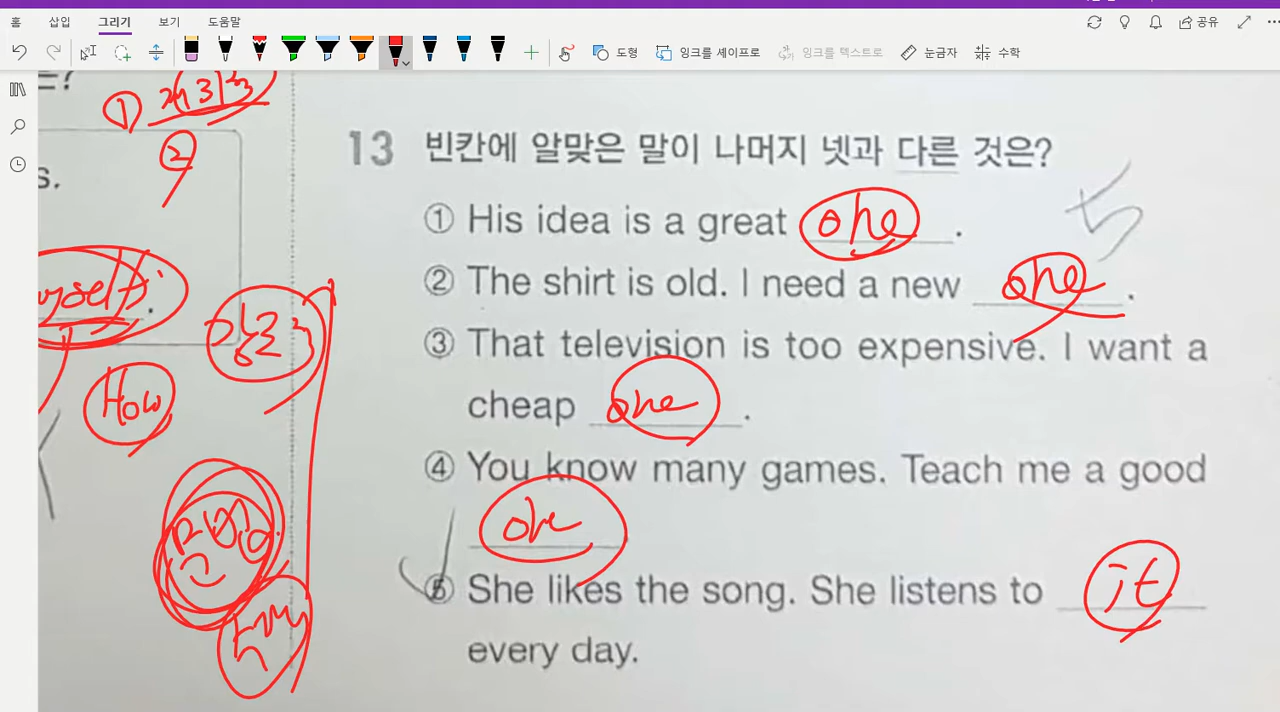 홈 삽입 그리기 보기 도움말 공유
도형 잉크를 셰이프로 잉크를 텍스트로 눈금자 수학
는?
①
②
s.
yself.
How
13 빈칸에 알맞은 말이 나머지 넷과 다른 것은?
① His idea is a great one.
② The shirt is old. I need a new one.
③ That television is too expensive. I want a
cheap one.
④ You know many games. Teach me a good
one
⑤ She likes the song. She listens to it
every day.